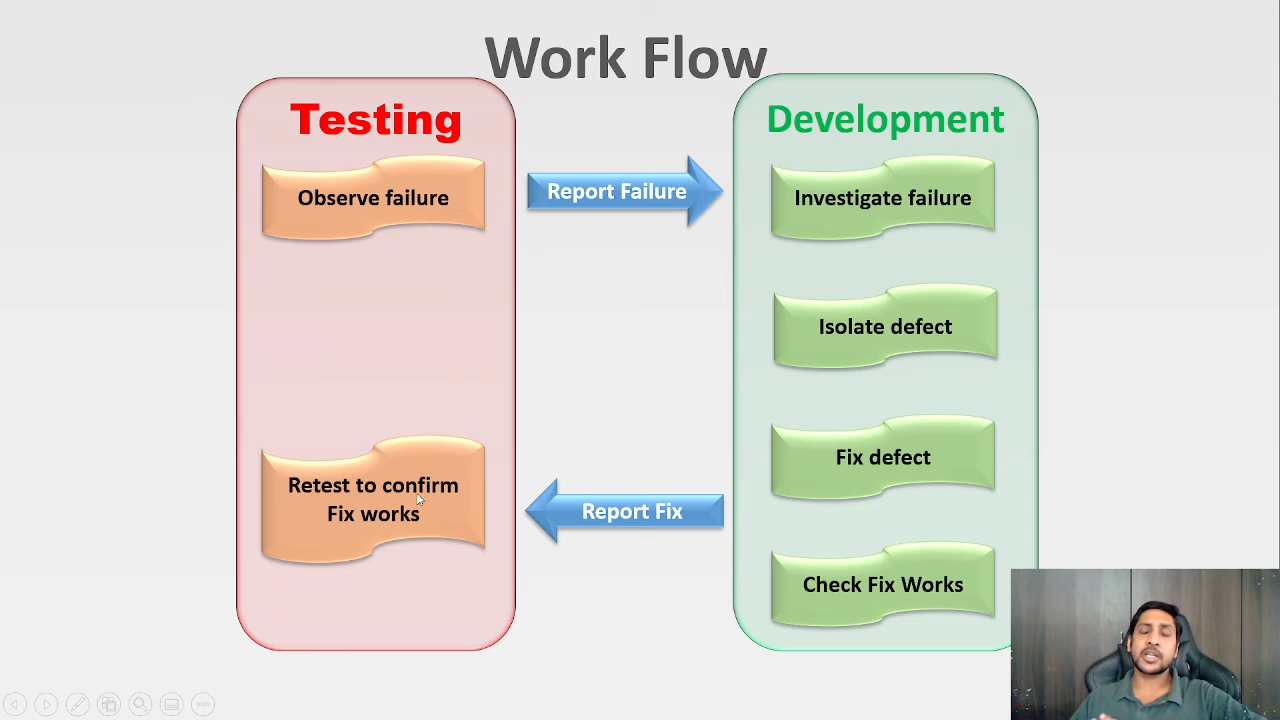 Work Flow
Testing
Development
Observe failure
Report Failure
Investigate failure
Isolate defect
Fix defect
Retest to confirm
Fix works
Report Fix
Check Fix Works